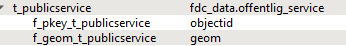 t_publicservice fdc_data.offentlig_service
f_pkey_t_publicservice objectid
f_geom_t_publicservice geom